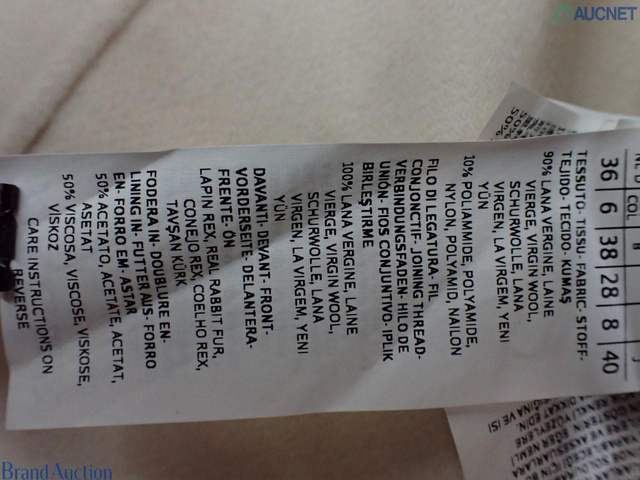 AUCNET
COL
36 6 38 28 8 40
TESSUTO- TISSU- FABRIC- STOFF-
TEJIDO- TECIDO- KUMAŞ
90% LANA VERGINE, LAINE
VIERGE, VIRGIN WOOL,
SCHURWOLLE, LANA
VIRGEN, LA VIRGEM, YENI
YÜN
10% POLIAMMIDE, POLYAMIDE,
NYLON, POLYAMID, NAILON
FILO DI LEGATURA- FIL
CONJONCTIF- JOINING THREAD-
VERBINDUNGSFADEN- HILO DE
UNIÓN- FIOS CONJUNTIVO- IPLIK
BIRLEŞTIRME
100% LANA VERGINE, LAINE
VIERGE, VIRGIN WOOL,
SCHURWOLLE, LANA
VIRGEN, LA VIRGEM, YENI
YÜN
DAVANTI- DEVANT- FRONT-
VORDERSEITE- DELANTERA-
FRENTE- ÖN
LAPIN REX, REAL RABBIT FUR,
CONEJO REX, COELHO REX,
TAVŞAN KÜRK
FODERA IN- DOUBLURE EN-
LINING IN- FUTTER AUS- FORRO
EN- FORRO EM- ASTAR
50% ACETATO, ACETATE, ACETAT,
ASETAT
50% VISCOSA, VISCOSE, VISKOSE,
VISKOZ
CARE INSTRUCTIONS ON
REVERSE
Brand Auction